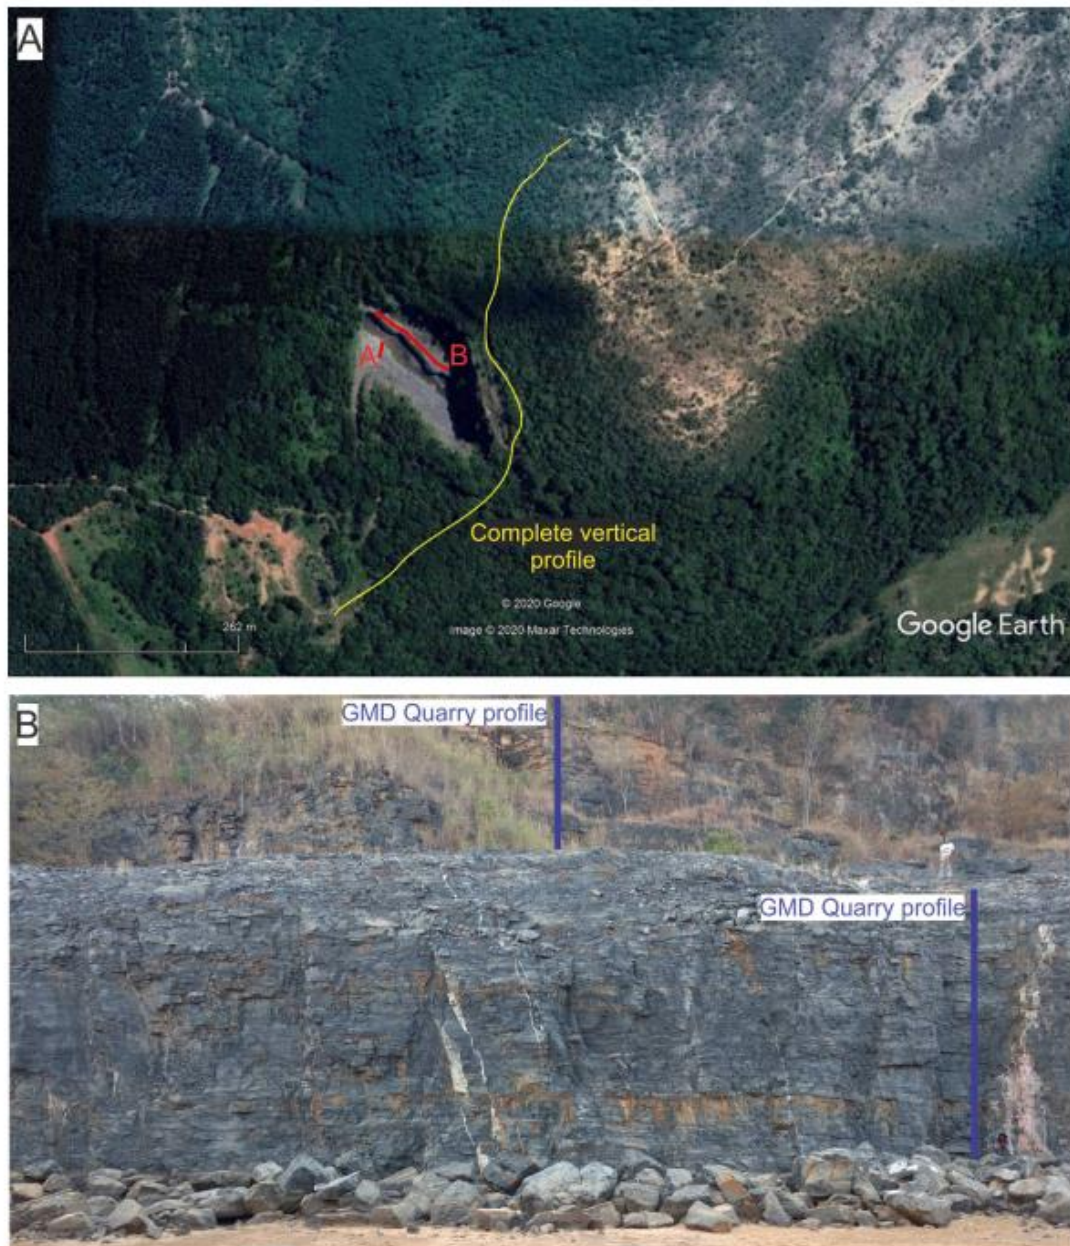 A
A'
B
Complete vertical
profile
© 2020 Google
262 m
Image © 2020 Maxar Technologies
Google Earth
B
GMD Quarry profile
GMD Quarry profile